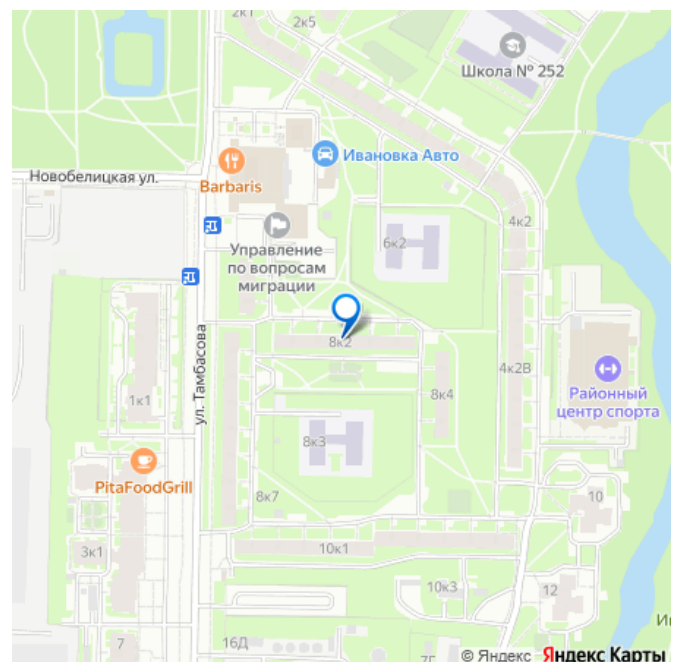 2к1
2к5
Школа № 252
Ивановка Авто
Новобелицкая ул.
Barbaris
4к2
6к2
Управление
по вопросам
миграции
ул. Тамбасова
8к2
4к2В
Районный
центр спорта
8к4
1к1
8к3
PitaFoodGrill
8к7
10
10к1
3к1
10к3
12
7
16Д
© Яндекс Яндекс Карты